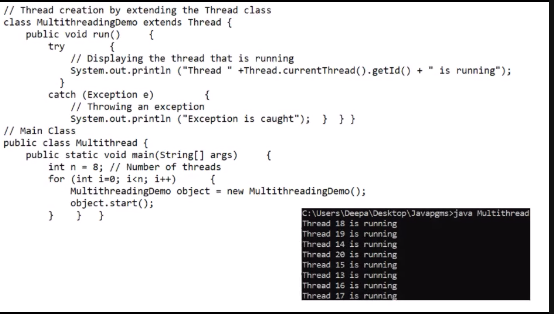 // Thread creation by extending the Thread class
class MultithreadingDemo extends Thread {
public void run() {
try {
// Displaying the thread that is running
System.out.println ("Thread " +Thread.currentThread().getId() + " is running");
}
catch (Exception e) {
// Throwing an exception
System.out.println ("Exception is caught"); } } }
// Main Class
public class Multithread {
public static void main(String[] args) {
int n = 8; // Number of threads
for (int i=0; i<n; i++) {
MultithreadingDemo object = new MultithreadingDemo();
object.start();
} } }
C:\Users\Deepa\Desktop\Javapgms>java Multithread
Thread 18 is running
Thread 19 is running
Thread 14 is running
Thread 20 is running
Thread 15 is running
Thread 13 is running
Thread 16 is running
Thread 17 is running